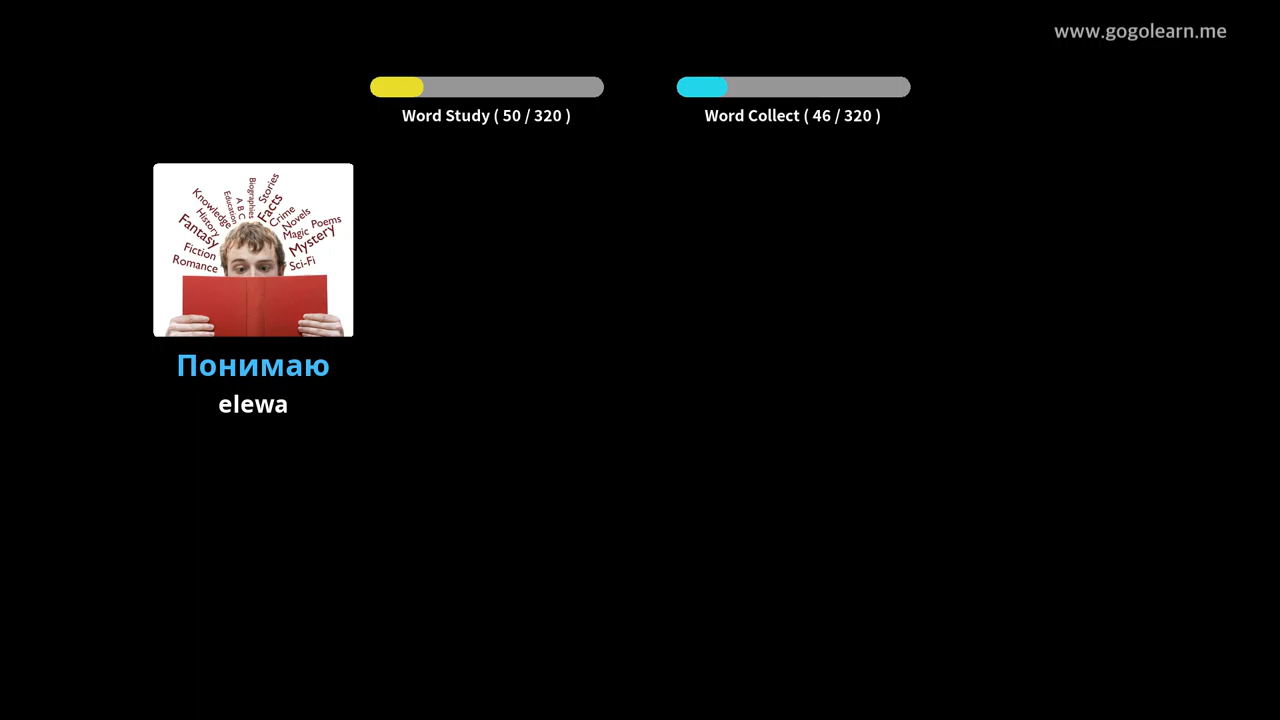 www.gogolearn.me
Word Study ( 50 / 320 )
Word Collect ( 46 / 320 )
Biographies
Stories
Knowledge
Education
A B C
Facts
History
Crime
Novels
Fantasy
Magic
Poems
Mystery
Fiction
Romance
Sci-Fi
Понимаю
elewa